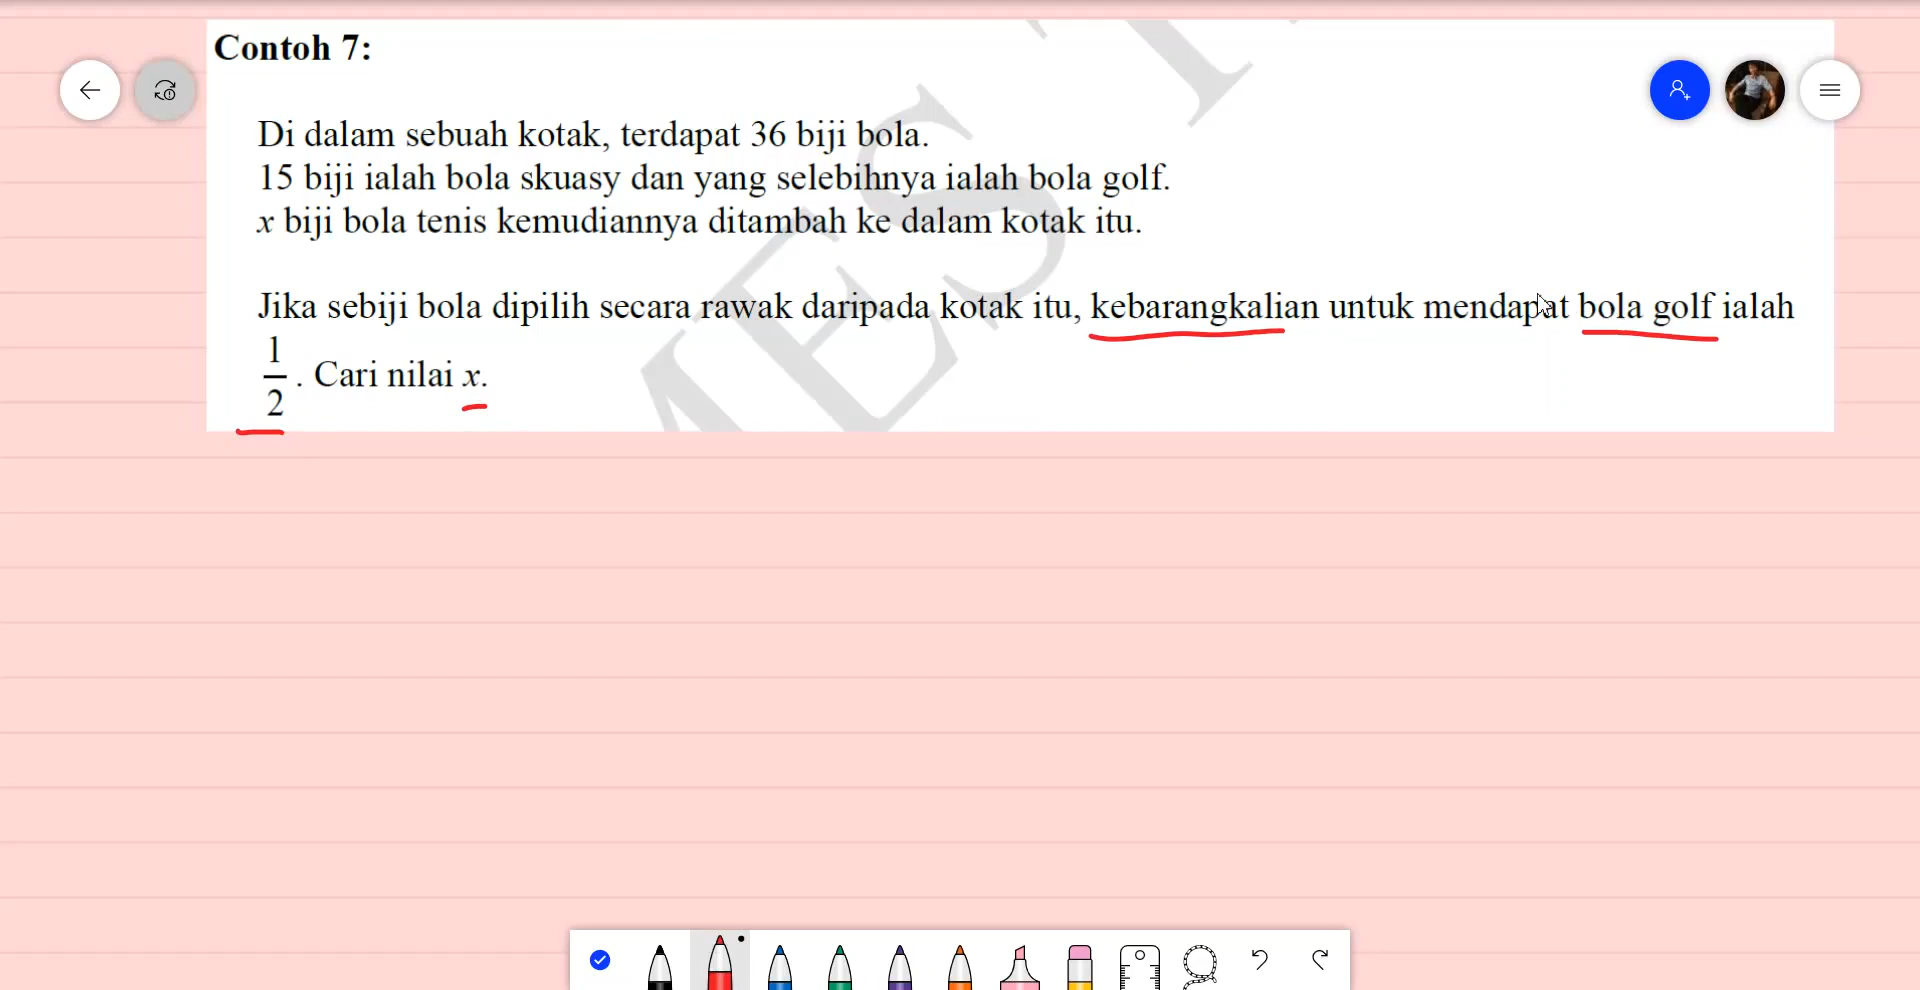 Contoh 7:
Di dalam sebuah kotak, terdapat 36 biji bola.
15 biji ialah bola skuasy dan yang selebihnya ialah bola golf.
x biji bola tenis kemudiannya ditambah ke dalam kotak itu.
Jika sebiji bola dipilih secara rawak daripada kotak itu, kebarangkalian untuk mendapat bola golf ialah
1/2 . Cari nilai x.